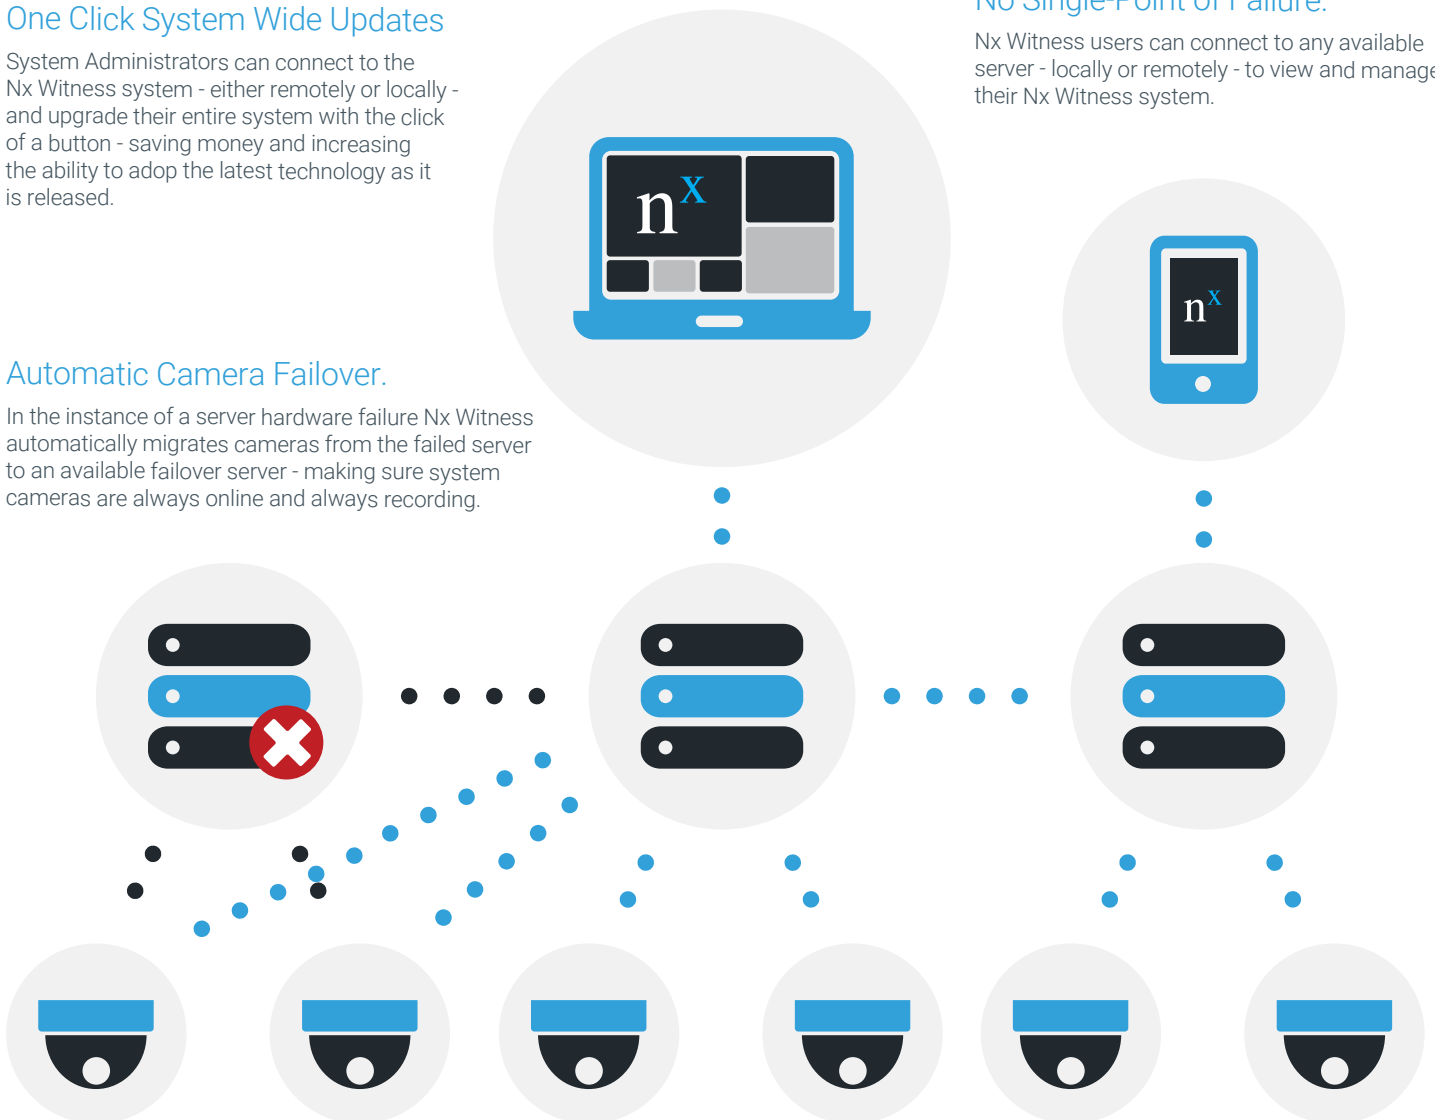 One Click System Wide Updates
System Administrators can connect to the
Nx Witness system - either remotely or locally -
and upgrade their entire system with the click
of a button - saving money and increasing
the ability to adop the latest technology as it
is released.
No Single-Point of Failure.
Nx Witness users can connect to any available
server - locally or remotely - to view and manage
their Nx Witness system.
nx
nx
Automatic Camera Failover.
In the instance of a server hardware failure Nx Witness
automatically migrates cameras from the failed server
to an available failover server - making sure system
cameras are always online and always recording.